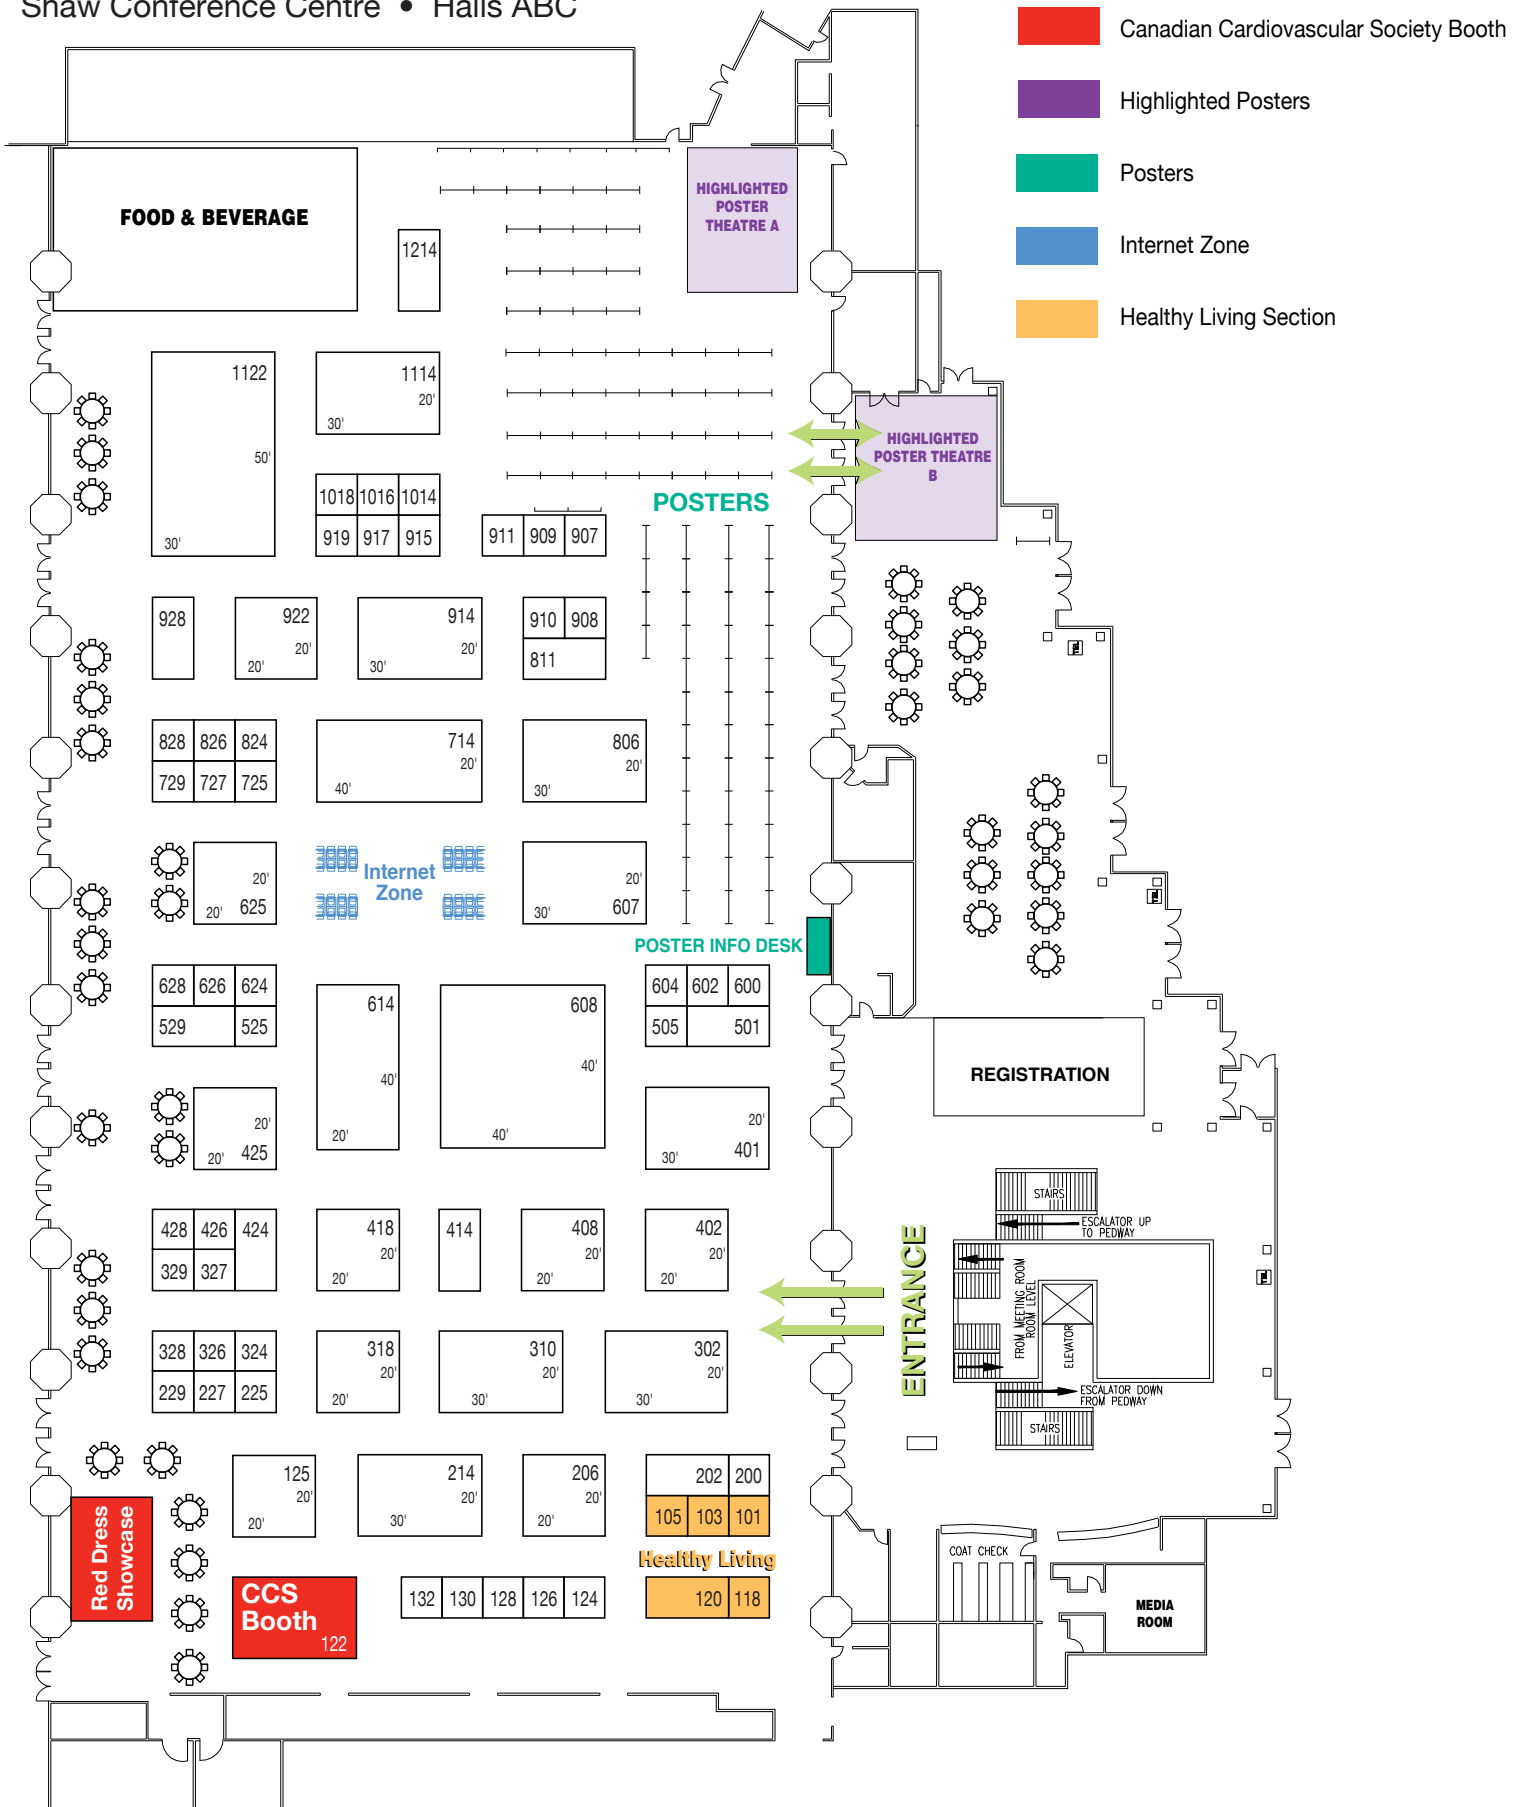 Shaw Conference Centre • Halls ABC
Canadian Cardiovascular Society Booth
Highlighted Posters
Posters
Internet Zone
Healthy Living Section
FOOD & BEVERAGE
HIGHLIGHTED
POSTER
THEATRE A
1214
1122
50'
30'
1114
20'
30'
HIGHLIGHTED
POSTER THEATRE
B
1018 1016 1014
919 917 915
POSTERS
911 909 907
928
922
20'
20'
914
20'
30'
910 908
811
TEL
828 826 824
729 727 725
714
20'
40'
806
20'
30'
20'
20' 625
Internet
Zone
20'
30' 607
TEL
POSTER INFO DESK
628 626 624
529 525
614
40'
20'
608
40'
40'
604 602 600
505 501
REGISTRATION
20'
20' 425
20'
30' 401
STAIRS
ESCALATOR UP
TO PEDWAY
428 426 424
329 327
418
20'
20'
414
408
20'
20'
402
20'
20'
ENTRANCE
FROM MEETING ROOM
ROOM LEVEL
ELEVATOR
TEL
328 326 324
229 227 225
318
20'
20'
310
20'
30'
302
20'
30'
ESCALATOR DOWN
FROM PEDWAY
STAIRS
125
20'
20'
214
20'
30'
206
20'
20'
202 200
105 103 101
Healthy Living
120 118
Red Dress
Showcase
CCS
Booth
122
132 130 128 126 124
COAT CHECK
MEDIA
ROOM